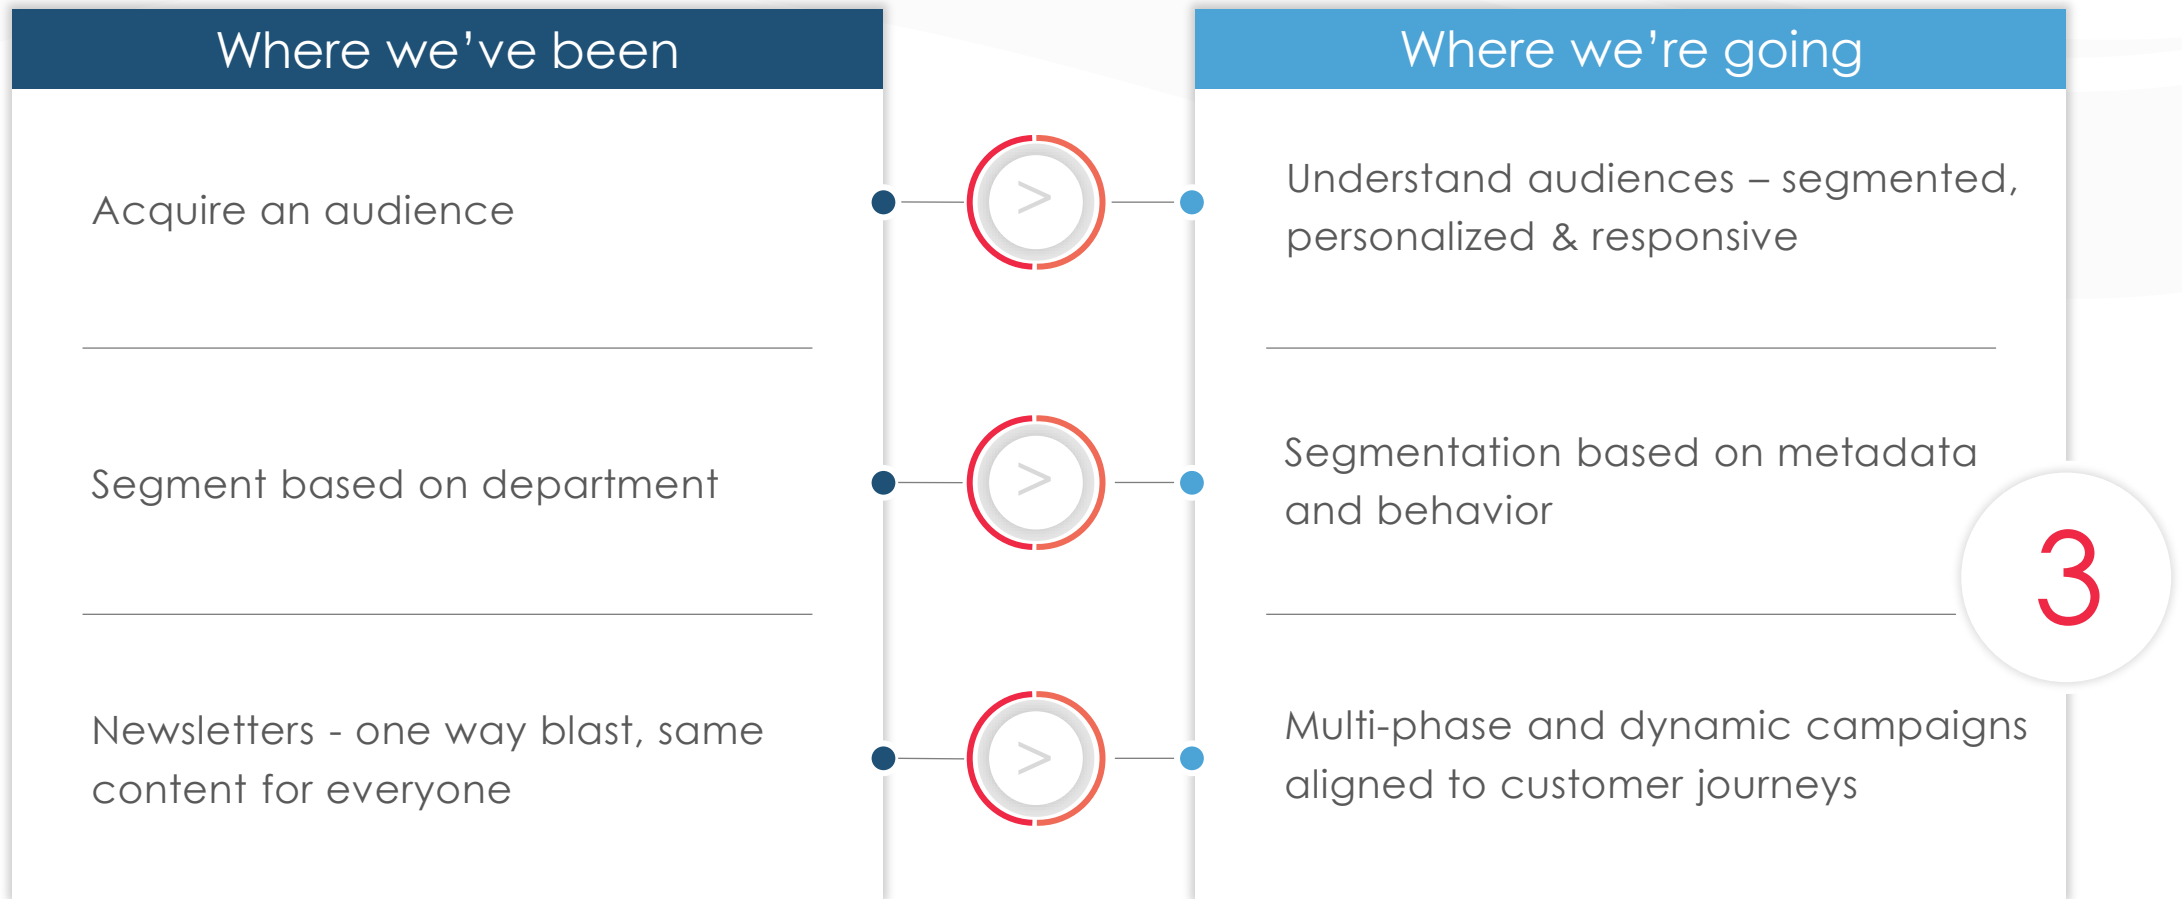 Where we’ve been
Where we’re going
Acquire an audience
>
Understand audiences – segmented,
personalized & responsive
Segment based on department
>
Segmentation based on metadata
and behavior
3
Newsletters - one way blast, same
content for everyone
>
Multi-phase and dynamic campaigns
aligned to customer journeys